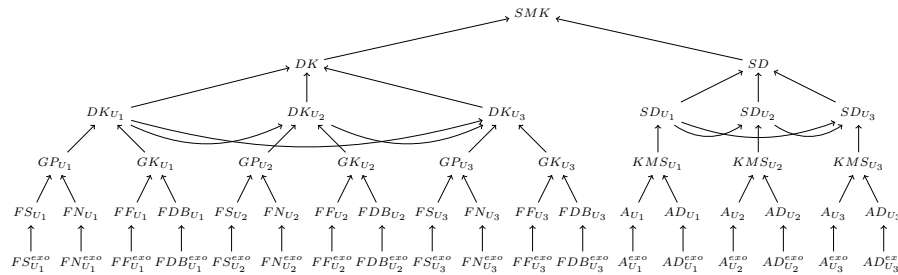 SMK
DK SD
DK_{U_1} DK_{U_2} DK_{U_3} SD_{U_1} SD_{U_2} SD_{U_3}
GP_{U_1} GK_{U_1} GP_{U_2} GK_{U_2} GP_{U_3} GK_{U_3} KMS_{U_1} KMS_{U_2} KMS_{U_3}
FS_{U_1} FN_{U_1} FF_{U_1} FDB_{U_1} FS_{U_2} FN_{U_2} FF_{U_2} FDB_{U_2} FS_{U_3} FN_{U_3} FF_{U_3} FDB_{U_3} A_{U_1} AD_{U_1} A_{U_2} AD_{U_2} A_{U_3} AD_{U_3}
FS^{exo}_{U_1} FN^{exo}_{U_1} FF^{exo}_{U_1} FDB^{exo}_{U_1} FS^{exo}_{U_2} FN^{exo}_{U_2} FF^{exo}_{U_2} FDB^{exo}_{U_2} FS^{exo}_{U_3} FN^{exo}_{U_3} FF^{exo}_{U_3} FDB^{exo}_{U_3} A^{exo}_{U_1} AD^{exo}_{U_1} A^{exo}_{U_2} AD^{exo}_{U_2} A^{exo}_{U_3} AD^{exo}_{U_3}